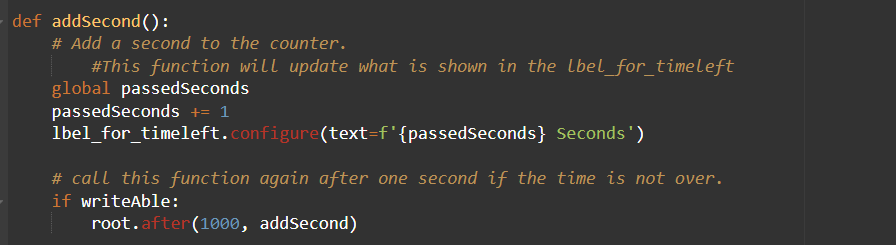 def addSecond():
    # Add a second to the counter.
        #This function will update what is shown in the lbel_for_timeleft
    global passedSeconds
    passedSeconds += 1
    lbel_for_timeleft.configure(text=f'{passedSeconds} Seconds')

    # call this function again after one second if the time is not over.
    if writeAble:
        root.after(1000, addSecond)